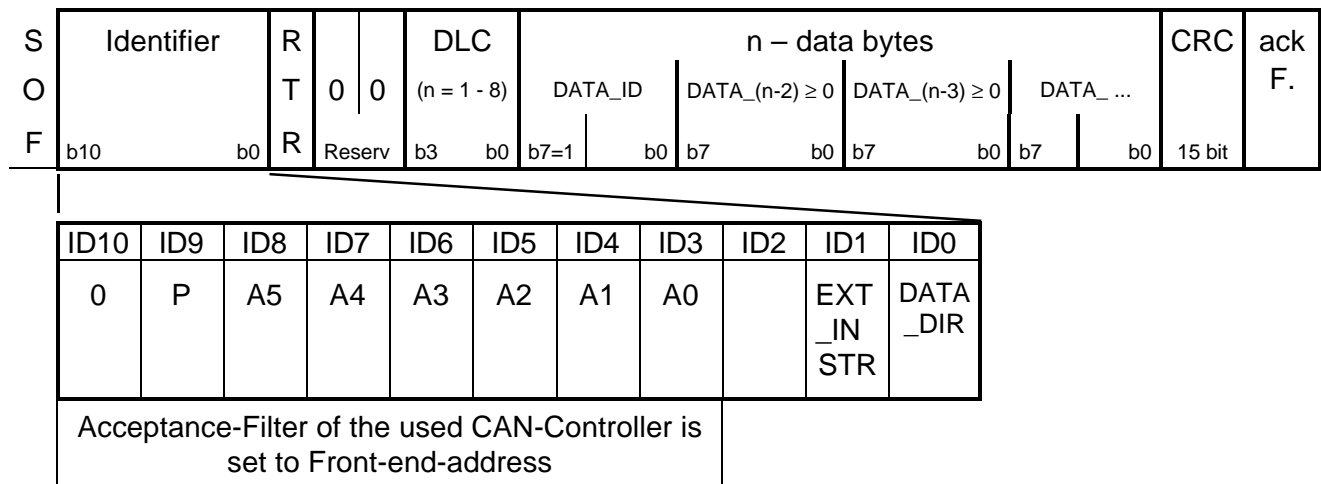 S Identifier R DLC n – data bytes CRC ack
O T 0 0 (n = 1 - 8) DATA_ID DATA_(n-2) ≥ 0 DATA_(n-3) ≥ 0 DATA_ ... F.
F b10 b0 R Reserv b3 b0 b7=1 b0 b7 b0 b7 b0 b7 b0 15 bit
ID10 ID9 ID8 ID7 ID6 ID5 ID4 ID3 ID2 ID1 ID0
0 P A5 A4 A3 A2 A1 A0 EXT DATA
_IN _DIR
STR
Acceptance-Filter of the used CAN-Controller is
set to Front-end-address